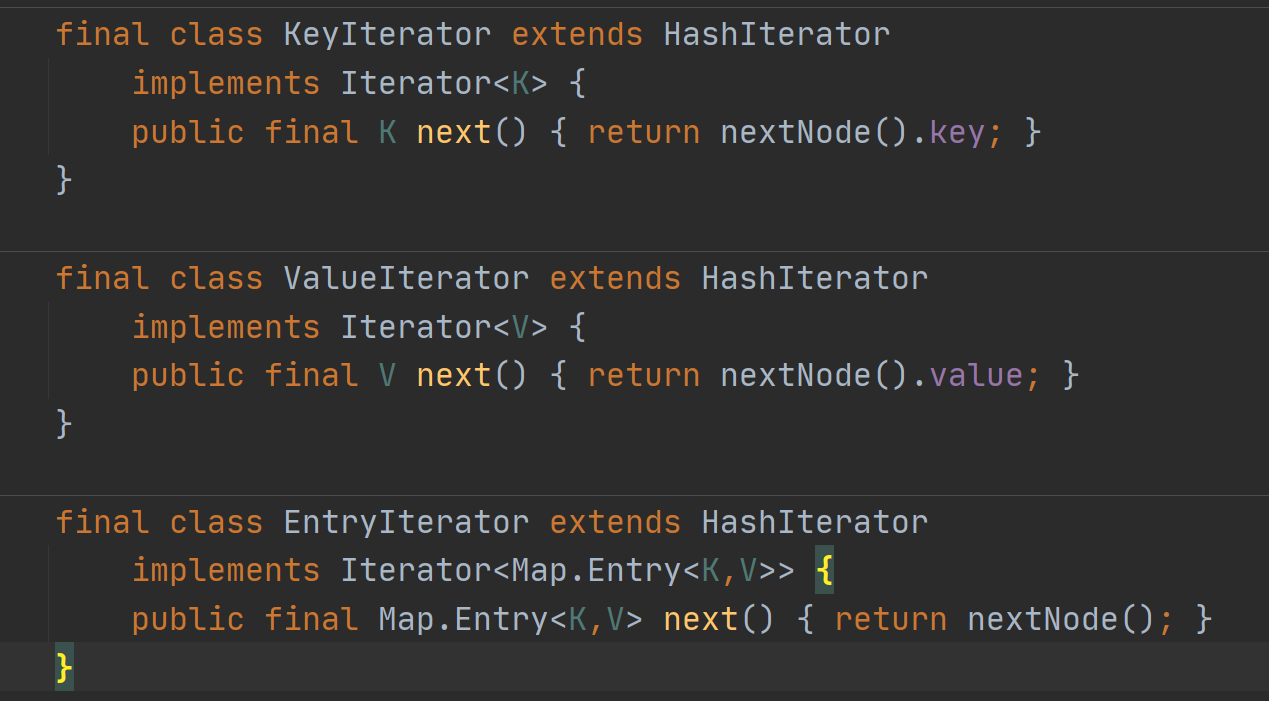 final class KeyIterator extends HashIterator
implements Iterator<K> {
public final K next() { return nextNode().key; }
}
final class ValueIterator extends HashIterator
implements Iterator<V> {
public final V next() { return nextNode().value; }
}
final class EntryIterator extends HashIterator
implements Iterator<Map.Entry<K,V>> {
public final Map.Entry<K,V> next() { return nextNode(); }
}